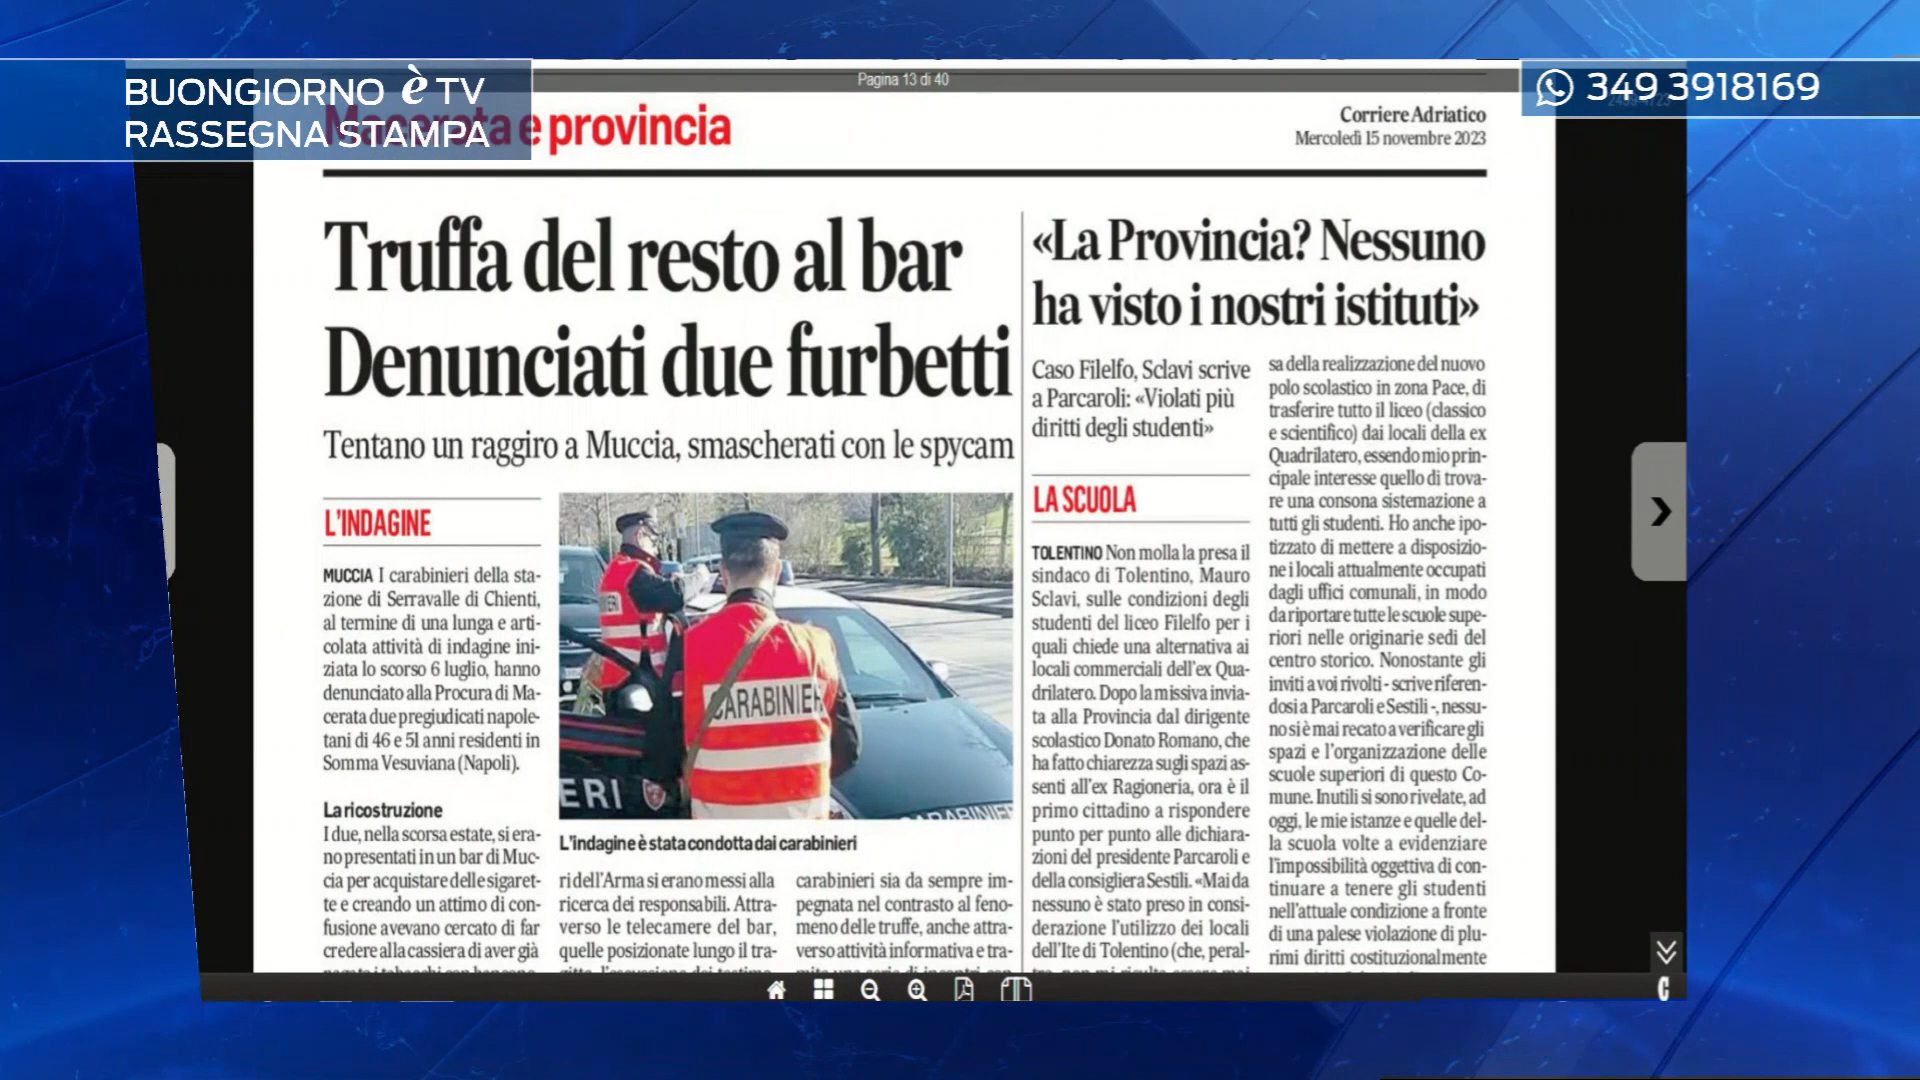 BUONGIORNO è TV
RASSEGNA STAMPA
349 3918169
Pagina 13 di 40
Macerata e provincia
Corriere Adriatico
Mercoledì 15 novembre 2023
Truffa del resto al bar
Denunciati due furbetti
Tentano un raggiro a Muccia, smascherati con le spycam
L'INDAGINE
MUCCIA I carabinieri della sta-
zione di Serravalle di Chienti,
al termine di una lunga e arti-
colata attività di indagine ini-
ziata lo scorso 6 luglio, hanno
denunciato alla Procura di Ma-
cerata due pregiudicati napole-
tani di 46 e 51 anni residenti in
Somma Vesuviana (Napoli).
La ricostruzione
I due, nella scorsa estate, si era-
no presentati in un bar di Muc-
cia per acquistare delle sigaret-
te e creando un attimo di con-
fusione avevano cercato di far
credere alla cassiera di aver già
CARABINIERI
CARABINIER
ERI
CARABINIERI
L'indagine è stata condotta dai carabinieri
ri dell'Arma si erano messi alla
ricerca dei responsabili. Attra-
verso le telecamere del bar,
quelle posizionate lungo il tra-
carabinieri sia da sempre im-
pegnata nel contrasto al feno-
meno delle truffe, anche attra-
verso attività informativa e tra-
«La Provincia? Nessuno
ha visto i nostri istituti»
Caso Filelfo, Sclavi scrive
a Parcaroli: «Violati più
diritti degli studenti»
LA SCUOLA
TOLENTINO Non molla la presa il
sindaco di Tolentino, Mauro
Sclavi, sulle condizioni degli
studenti del liceo Filelfo per i
quali chiede una alternativa ai
locali commerciali dell'ex Qua-
drilatero. Dopo la missiva invia-
ta alla Provincia dal dirigente
scolastico Donato Romano, che
ha fatto chiarezza sugli spazi as-
senti all'ex Ragioneria, ora è il
primo cittadino a rispondere
punto per punto alle dichiara-
zioni del presidente Parcaroli e
della consigliera Sestili. «Mai da
nessuno è stato preso in consi-
derazione l'utilizzo dei locali
dell'Ite di Tolentino (che, peral-
sa della realizzazione del nuovo
polo scolastico in zona Pace, di
trasferire tutto il liceo (classico
e scientifico) dai locali della ex
Quadrilatero, essendo mio prin-
cipale interesse quello di trova-
re una consona sistemazione a
tutti gli studenti. Ho anche ipo-
tizzato di mettere a disposizio-
ne i locali attualmente occupati
dagli uffici comunali, in modo
da riportare tutte le scuole supe-
riori nelle originarie sedi del
centro storico. Nonostante gli
inviti a voi rivolti - scrive riferen-
dosi a Parcaroli e Sestili -, nessu-
no si è mai recato a verificare gli
spazi e l'organizzazione delle
scuole superiori di questo Co-
mune. Inutili si sono rivelate, ad
oggi, le mie istanze e quelle del-
la scuola volte a evidenziare
l'impossibilità oggettiva di con-
tinuare a tenere gli studenti
nell'attuale condizione a fronte
di una palese violazione di plu-
rimi diritti costituzionalmente